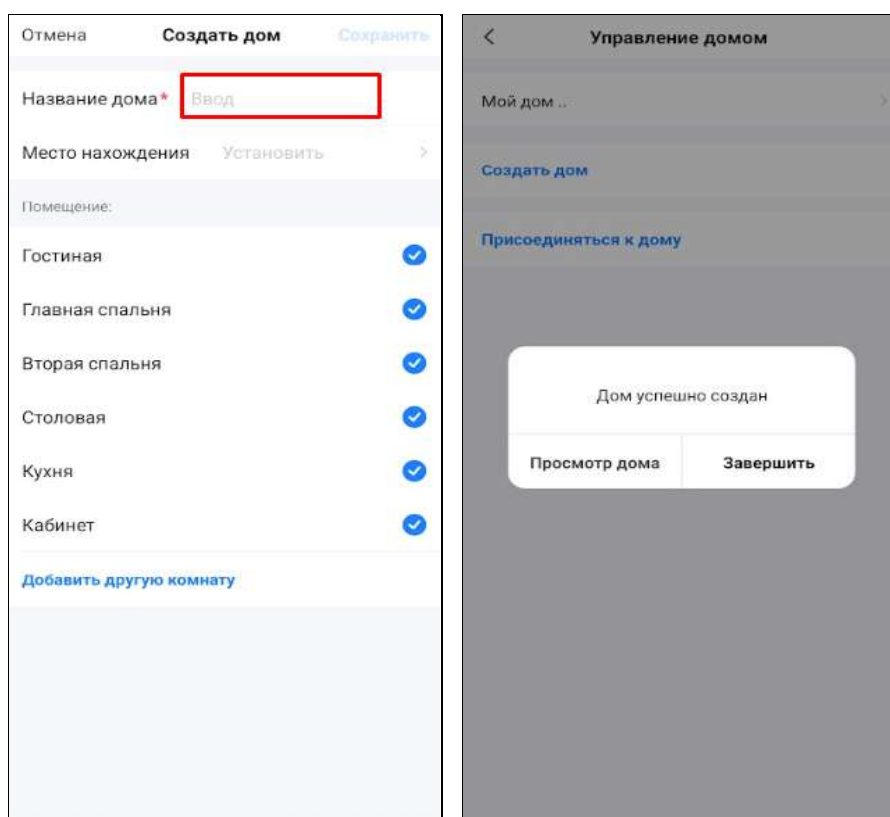 Отмена Создать дом Сохранить
Название дома* Ввод
Место нахождения Установить
Помещение:
Гостиная
Главная спальня
Вторая спальня
Столовая
Кухня
Кабинет
Добавить другую комнату
Управление домом
Мой дом ..
Создать дом
Присоединяться к дому
Дом успешно создан
Просмотр дома Завершить